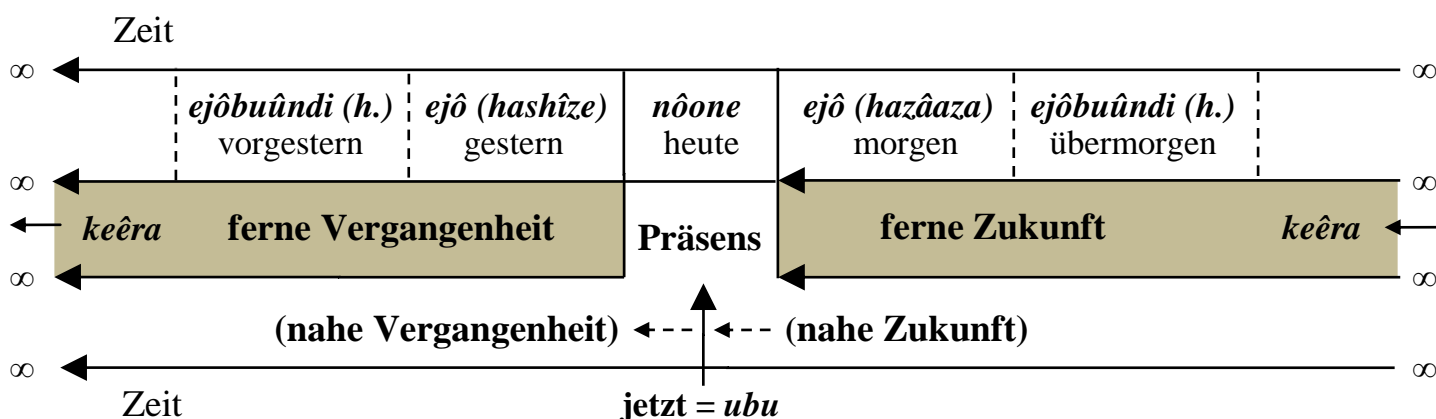 Zeit
∞ ∞
ejôbuûndi (h.) ejô (hashîze) nôone ejô (hazâaza) ejôbuûndi (h.)
vorgestern gestern heute morgen übermorgen
∞ ∞
keêra ferne Vergangenheit Präsens ferne Zukunft keêra
∞ ∞
(nahe Vergangenheit) (nahe Zukunft)
∞ ∞
Zeit jetzt = ubu